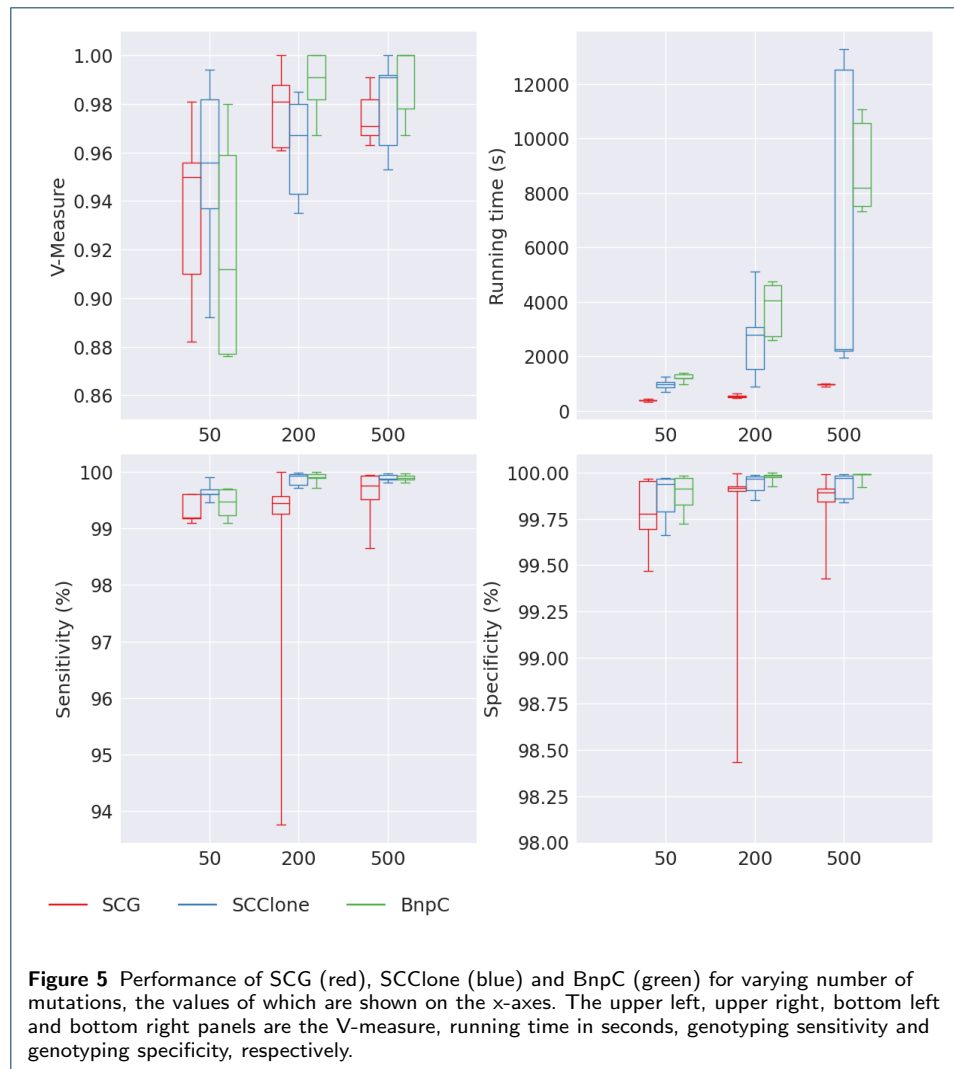 1.00
0.98
0.96
0.94
0.92
0.90
0.88
0.86
V-Measure
50 200 500
12000
10000
8000
6000
4000
2000
0
Running time (s)
50 200 500
100
99
98
97
96
95
94
Sensitivity (%)
50 200 500
100.00
99.75
99.50
99.25
99.00
98.75
98.50
98.25
98.00
Specificity (%)
50 200 500
SCG SCClone BnpC
Figure 5 Performance of SCG (red), SCClone (blue) and BnpC (green) for varying number of
mutations, the values of which are shown on the x-axes. The upper left, upper right, bottom left
and bottom right panels are the V-measure, running time in seconds, genotyping sensitivity and
genotyping specificity, respectively.